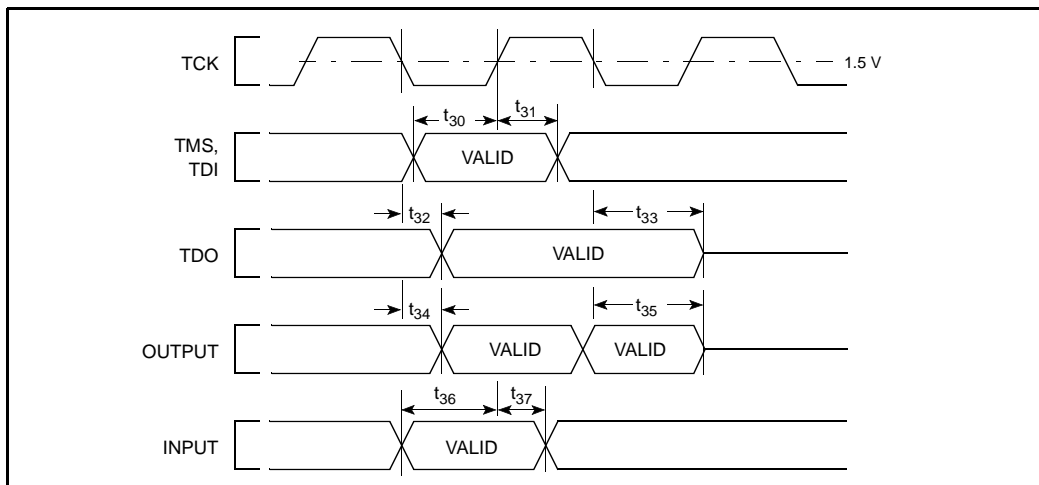 TCK
1.5 V
t30
t31
TMS,
TDI
VALID
t32
t33
TDO
VALID
t34
t35
OUTPUT
VALID
VALID
t36
t37
INPUT
VALID